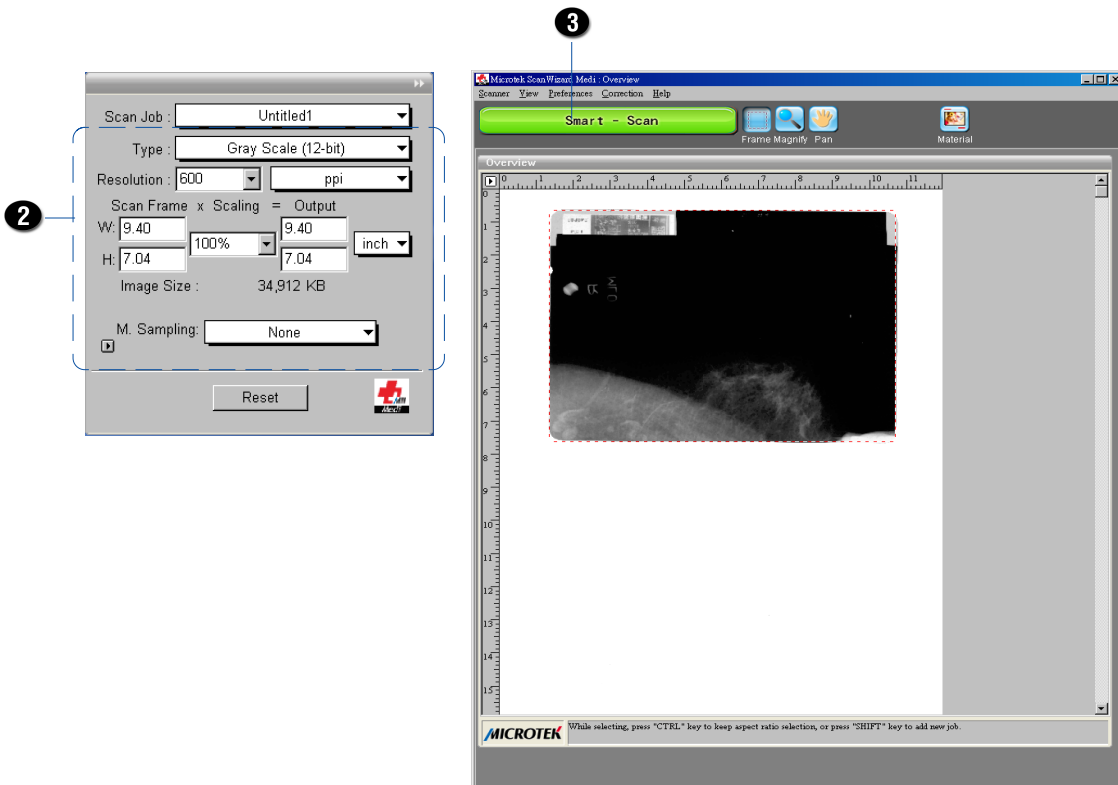 3
2
Scan Job : Untitled1
Type : Gray Scale (12-bit)
Resolution : 600 ppi
Scan Frame x Scaling = Output
W: 9.40 100% 9.40 inch
H: 7.04 7.04
Image Size : 34,912 KB
M. Sampling: None
Reset
Medi
Microtek ScanWizard Medi : Overview
Scanner View Preferences Correction Help
Smart - Scan
Frame Magnify Pan
Material
Overview
0 1 2 3 4 5 6 7 8 9 10 11
0
1
2
3
4
5
6
7
8
9
10
11
12
13
14
15
MICROTEK
While selecting, press "CTRL" key to keep aspect ratio selection, or press "SHIFT" key to add new job.